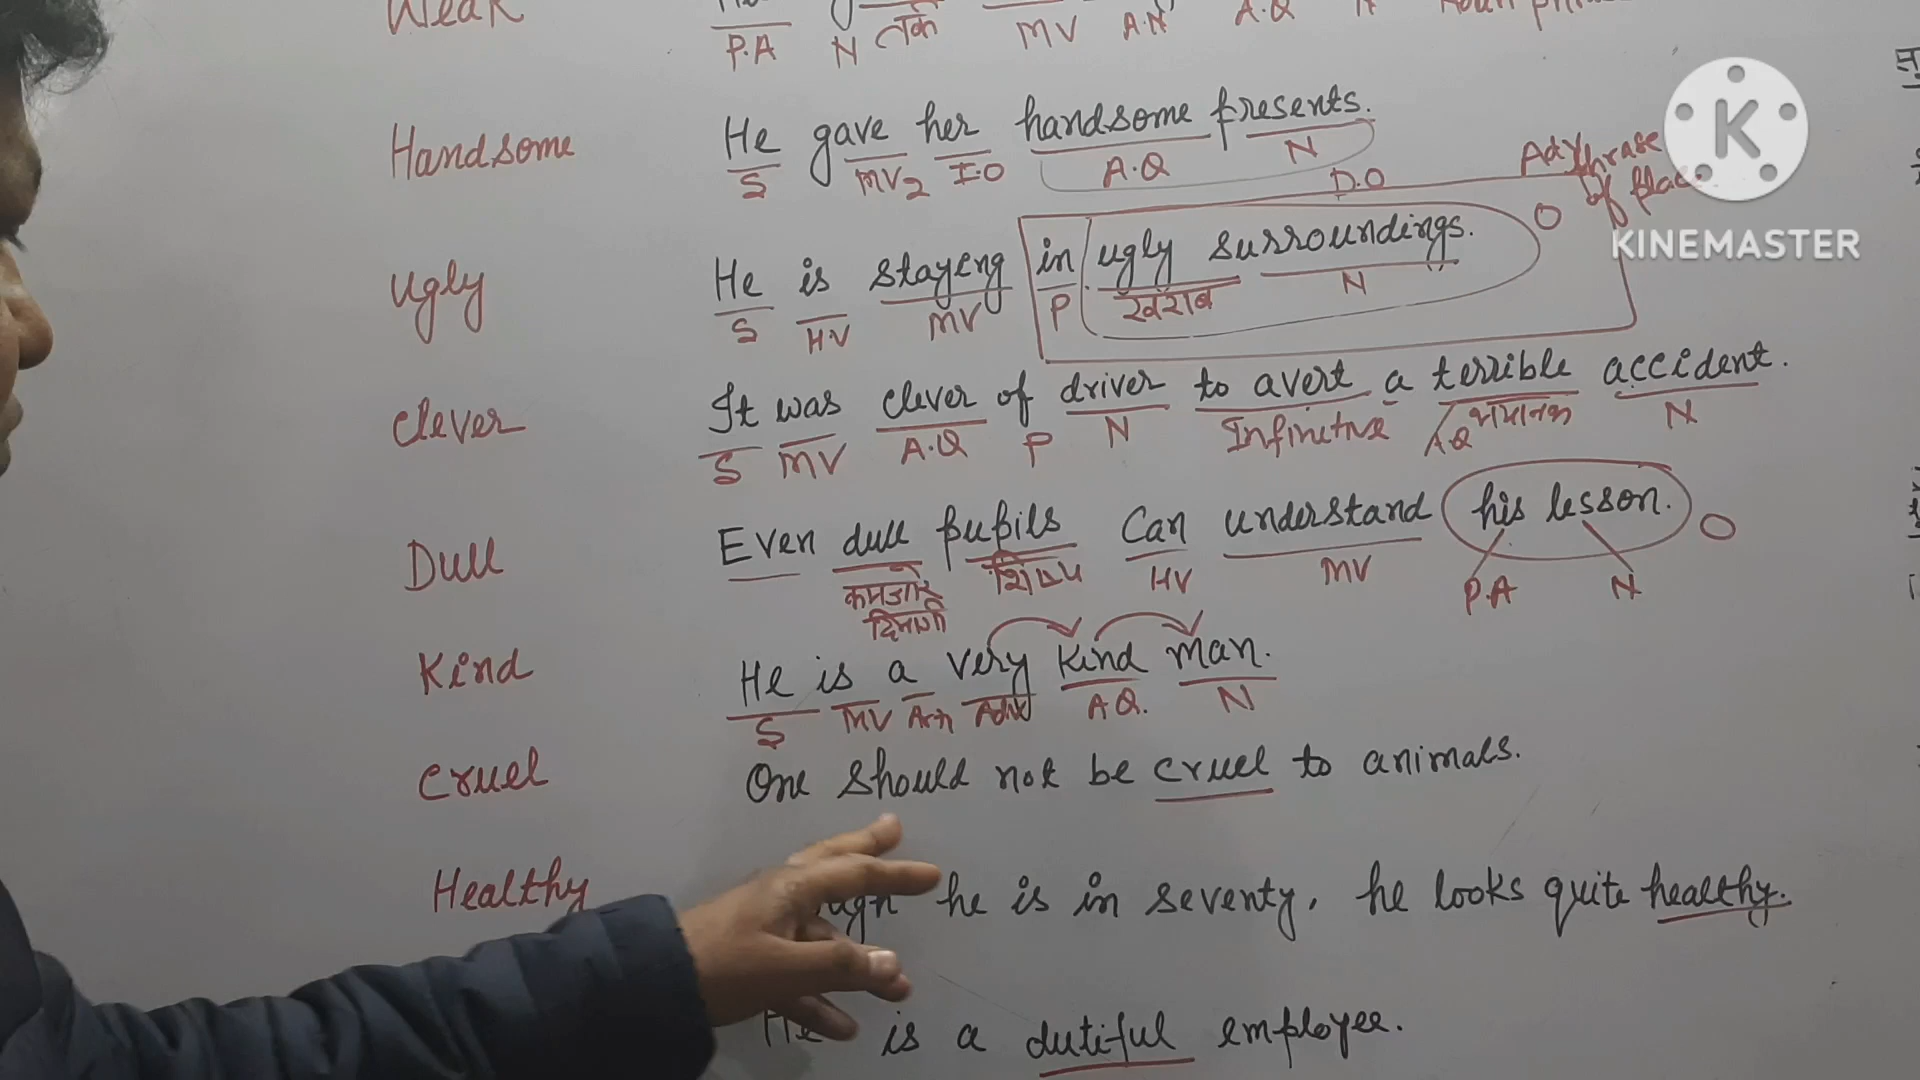 Weak
P.A N MV A.N A.Q N
Handsome He gave her handsome presents.
S MV2 I.O A.Q N
D.O
Adv phrase
of place
K
KINEMASTER
Ugly He is staying in ugly surroundings. O
S H.V MV P खराब N
Clever It was clever of driver to avert a terrible accident.
S MV A.Q P N Infinitive A.Q भयानक N
Dull Even dull pupils Can understand his lesson. O
कमजोर शिष्य HV MV P.A N
दिमागी
Kind He is a very kind man.
S MV Art Adv A.Q. N
Cruel One should not be cruel to animals.
Healthy he is in seventy, he looks quite healthy.
He is a dutiful employee.